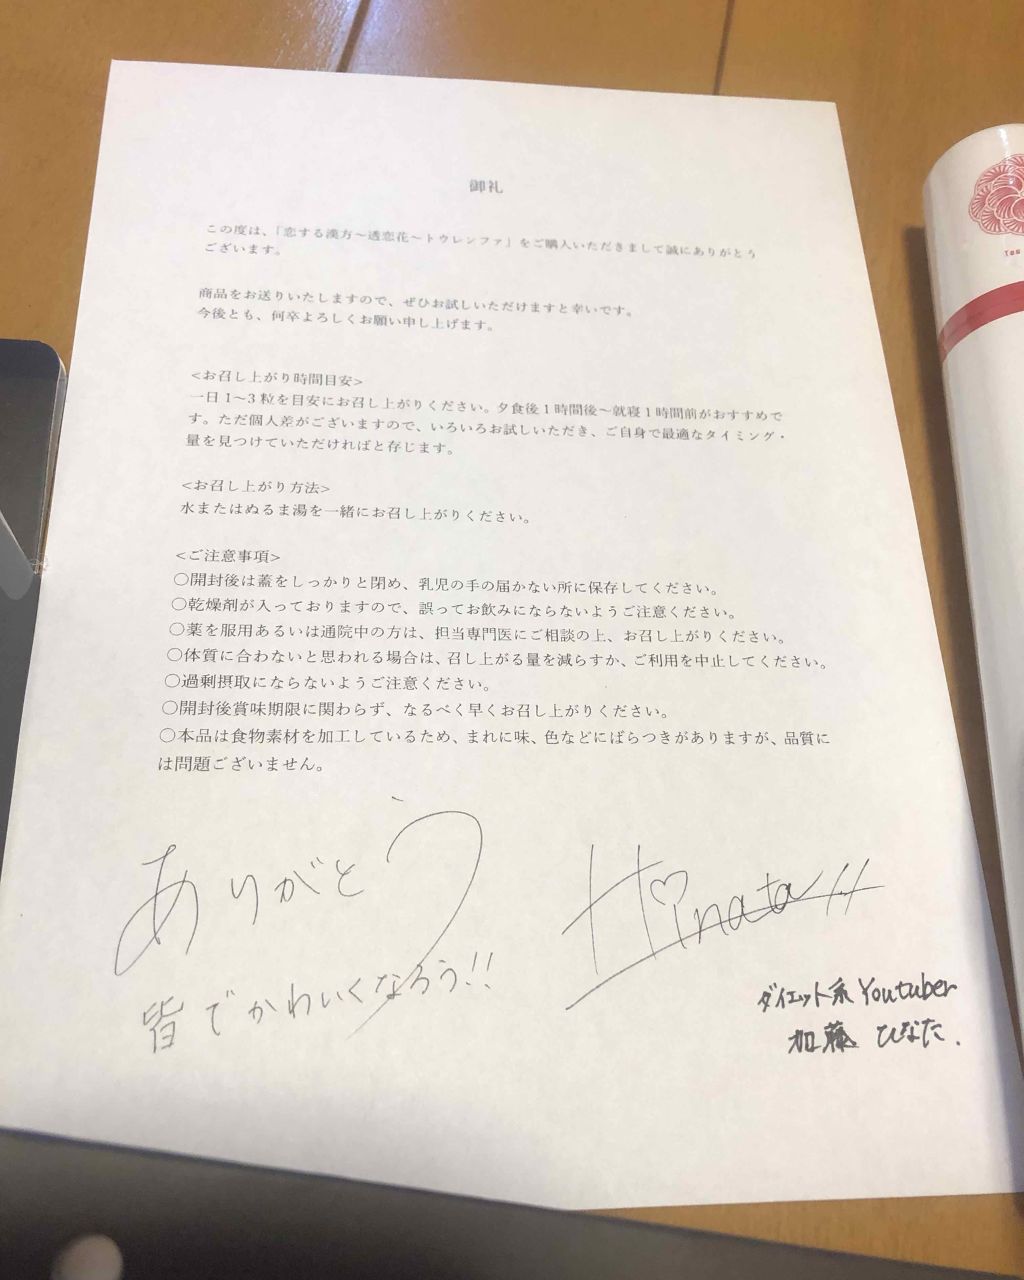 御礼
この度は、「恋する漢方～透恋花～トウレンファ」をご購入いただきまして誠にありがとう
ございます。
商品をお送りいたしますので、ぜひお試しいただけますと幸いです。
今後とも、何卒よろしくお願い申し上げます。
<お召し上がり時間目安>
一日1～3粒を目安にお召し上がりください。夕食後1時間後～就寝1時間前がおすすめで
す。ただ個人差がございますので、いろいろお試しいただき、ご自身で最適なタイミング・
量を見つけていただければと存じます。
<お召し上がり方法>
水またはぬるま湯を一緒にお召し上がりください。
<ご注意事項>
〇開封後は蓋をしっかりと閉め、乳児の手の届かない所に保存してください。
〇乾燥剤が入っておりますので、誤ってお飲みにならないようご注意ください。
〇薬を服用あるいは通院中の方は、担当専門医にご相談の上、お召し上がりください。
〇体質に合わないと思われる場合は、召し上がる量を減らすか、ご利用を中止してください。
〇過剰摂取にならないようご注意ください。
〇開封後賞味期限に関わらず、なるべく早くお召し上がりください。
〇本品は食物素材を加工しているため、まれに味、色などにばらつきがありますが、品質に
は問題ございません。
ありがとう
皆でかわいくなろう!!
Hinata!!
ダイエット系Youtuber
加藤 ひなた.